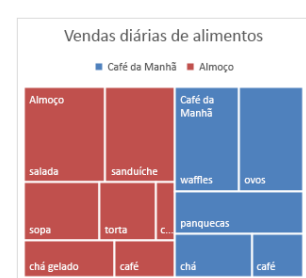 Vendas diárias de alimentos
Café da Manhã Almoço
Almoço
salada
sanduíche
sopa
torta
c...
chá gelado
café
Café da
Manhã
waffles
ovos
panquecas
chá
café